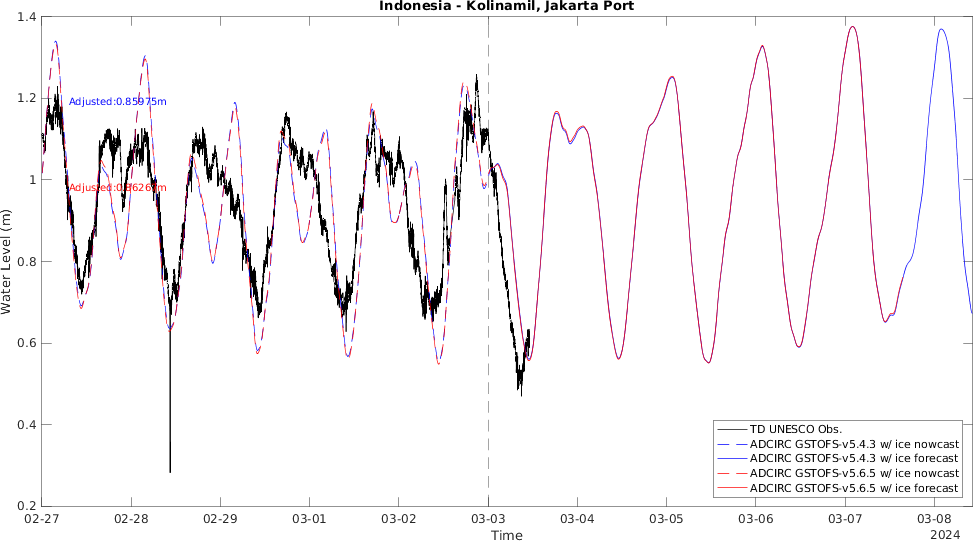 Indonesia - Kolinamil, Jakarta Port
1.4
1.2
1
0.8
0.6
0.4
0.2
Water Level (m)
Adjusted:0.85975m
02-27
02-28
02-29
03-01
03-02
03-03
03-04
03-05
03-06
03-07
03-08
Time
2024
TD UNESCO Obs.
ADCIRC GSTOFS-v5.4.3 w/ ice nowcast
ADCIRC GSTOFS-v5.4.3 w/ ice forecast
ADCIRC GSTOFS-v5.6.5 w/ ice nowcast
ADCIRC GSTOFS-v5.6.5 w/ ice forecast